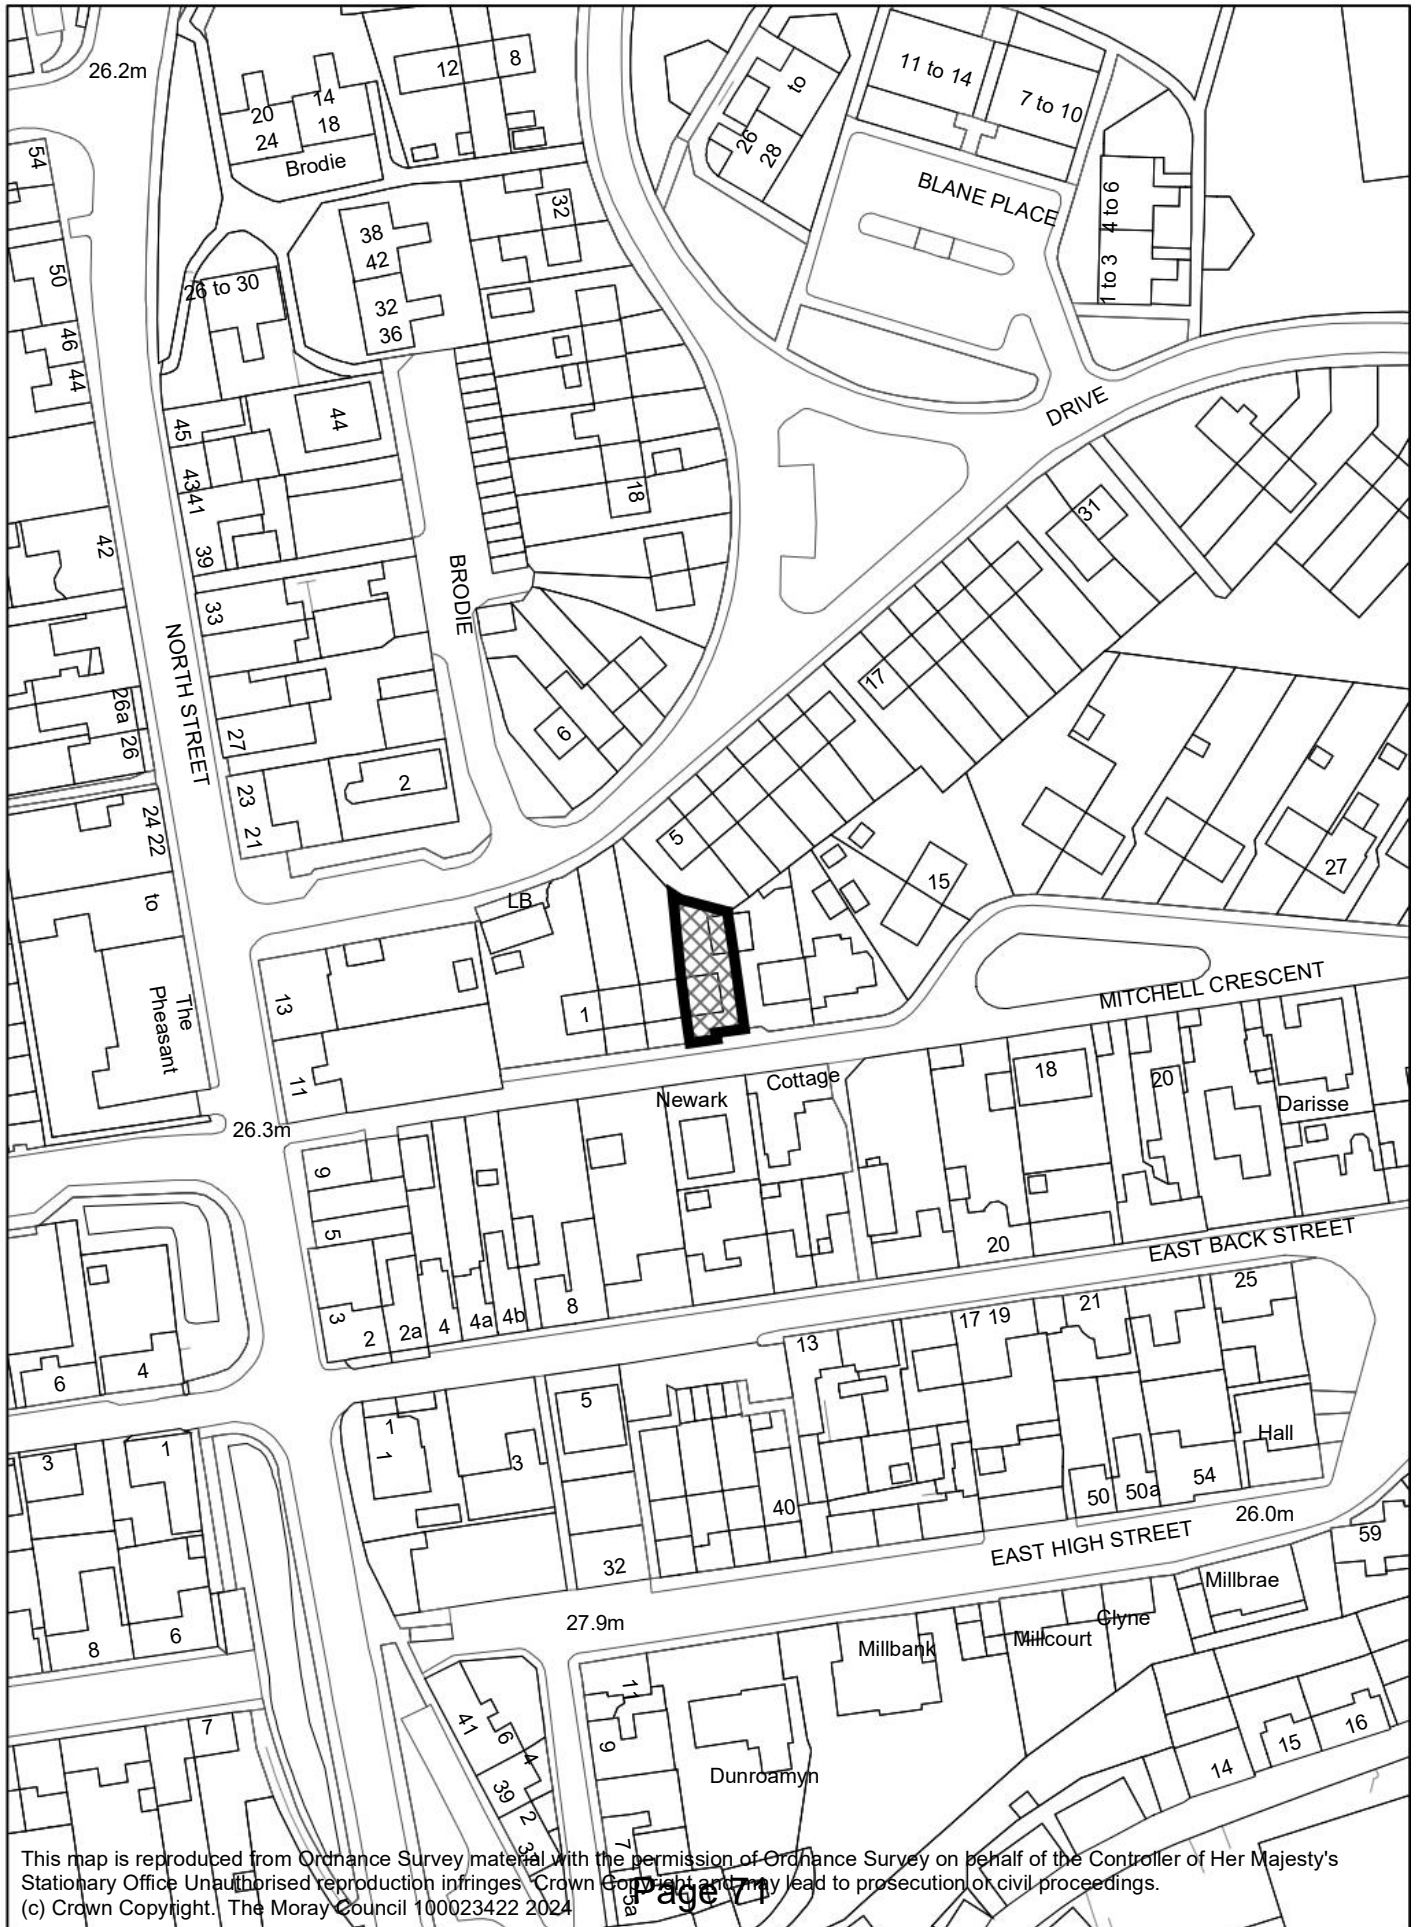 26.2m
12
8
20
14
24
18
Brodie
to
26
28
11 to 14
7 to 10
BLANE PLACE
4 to 6
1 to 3
54
50
46
44
38
42
32
36
32
26 to 30
45
44
43
41
39
42
18
DRIVE
31
33
BRODIE
NORTH STREET
17
26a
26
27
6
2
23
21
24
22
to
5
15
27
LB
The
Pheasant
13
11
1
MITCHELL CRESCENT
26.3m
Newark
Cottage
18
20
Darisse
9
5
3
2
2a
4
4a
4b
8
20
EAST BACK STREET
6
4
13
17
19
21
25
1
1
3
5
3
1
40
50
50a
54
Hall
26.0m
EAST HIGH STREET
59
32
27.9m
8
6
Millbank
Millcourt
Clyne
Millbrae
7
41
6
4
39
2
11
9
Dunroamyn
7
5a
14
15
16
This map is reproduced from Ordnance Survey material with the permission of Ordnance Survey on behalf of the Controller of Her Majesty's
Stationary Office Unauthorised reproduction infringes Crown Copyright and may lead to prosecution or civil proceedings.
(c) Crown Copyright. The Moray Council 100023422 2024
Page 71